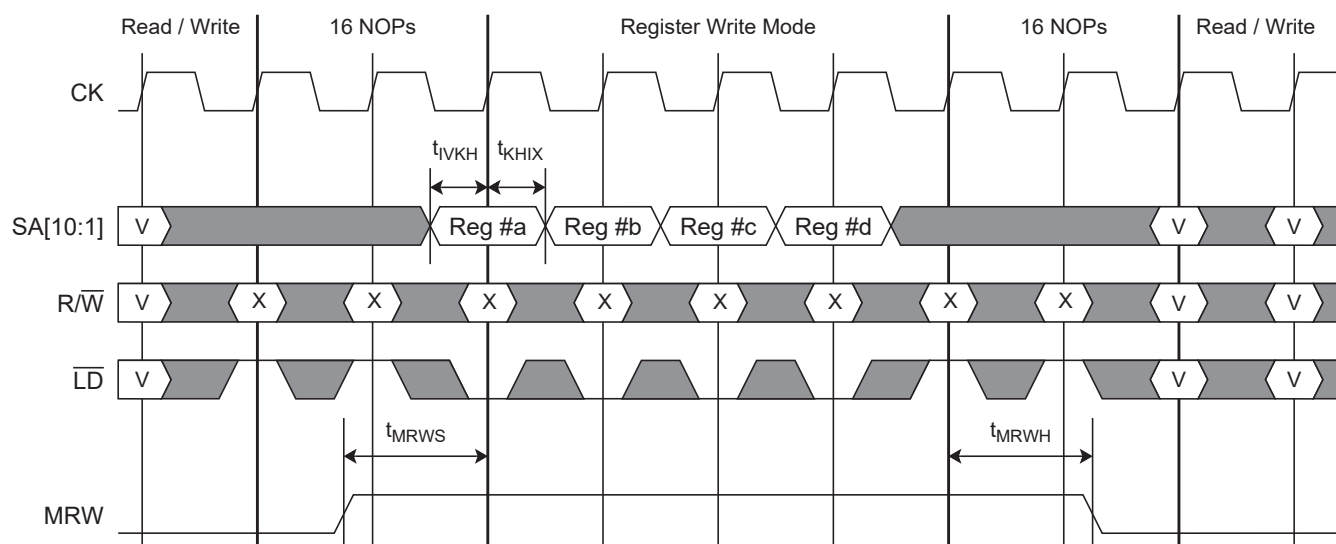 Read / Write 16 NOPs Register Write Mode 16 NOPs Read / Write
CK
tIVKH tKHIX
SA[10:1] V Reg #a Reg #b Reg #c Reg #d V V
R/W̅ V X X X X X X X X V V
L̅D̅ V V V
tMRWS tMRWH
MRW